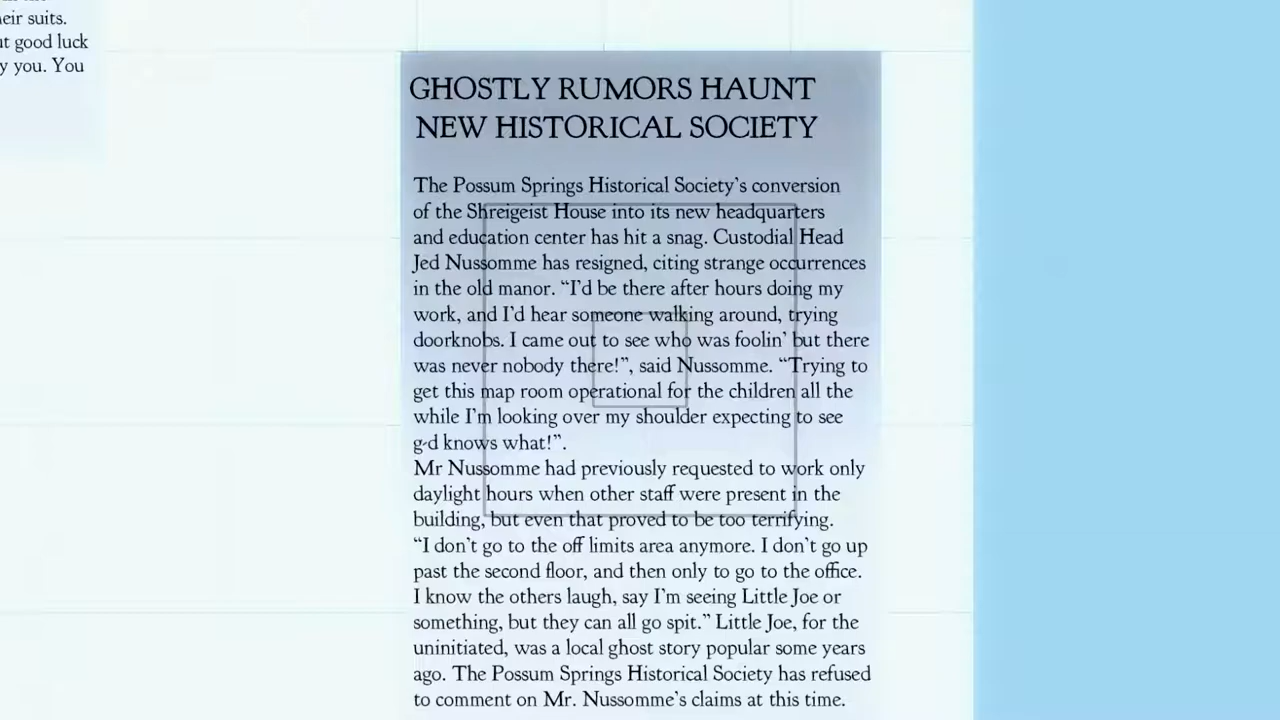 eir suits.
t good luck
y you. You
GHOSTLY RUMORS HAUNT
NEW HISTORICAL SOCIETY
The Possum Springs Historical Society's conversion
of the Shreigeist House into its new headquarters
and education center has hit a snag. Custodial Head
Jed Nussomme has resigned, citing strange occurrences
in the old manor. “I'd be there after hours doing my
work, and I'd hear someone walking around, trying
doorknobs. I came out to see who was foolin' but there
was never nobody there!”, said Nussomme. “Trying to
get this map room operational for the children all the
while I'm looking over my shoulder expecting to see
g-d knows what!”.
Mr Nussomme had previously requested to work only
daylight hours when other staff were present in the
building, but even that proved to be too terrifying.
“I don't go to the off limits area anymore. I don't go up
past the second floor, and then only to go to the office.
I know the others laugh, say I'm seeing Little Joe or
something, but they can all go spit.” Little Joe, for the
uninitiated, was a local ghost story popular some years
ago. The Possum Springs Historical Society has refused
to comment on Mr. Nussomme's claims at this time.